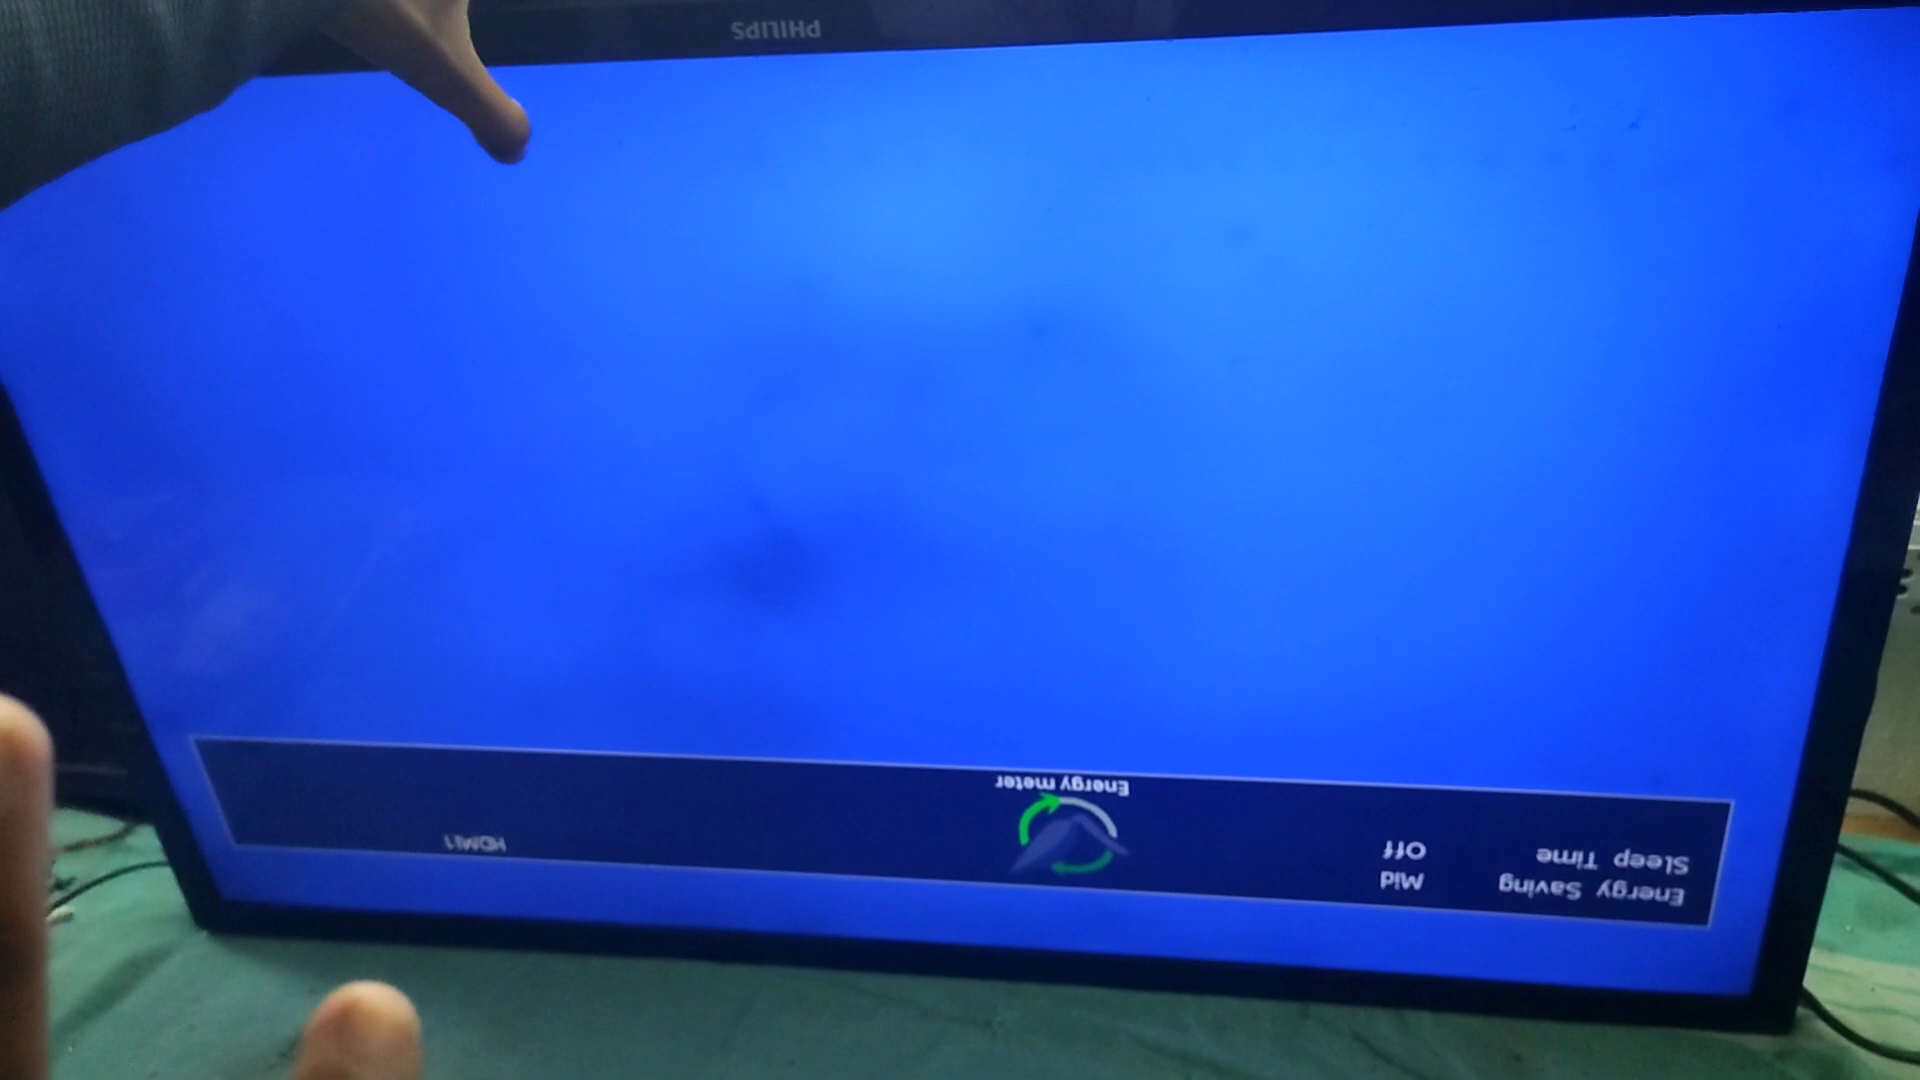 Energy Saving Mid
Sleep Time Off
HDMI1
Energy meter
PHILIPS